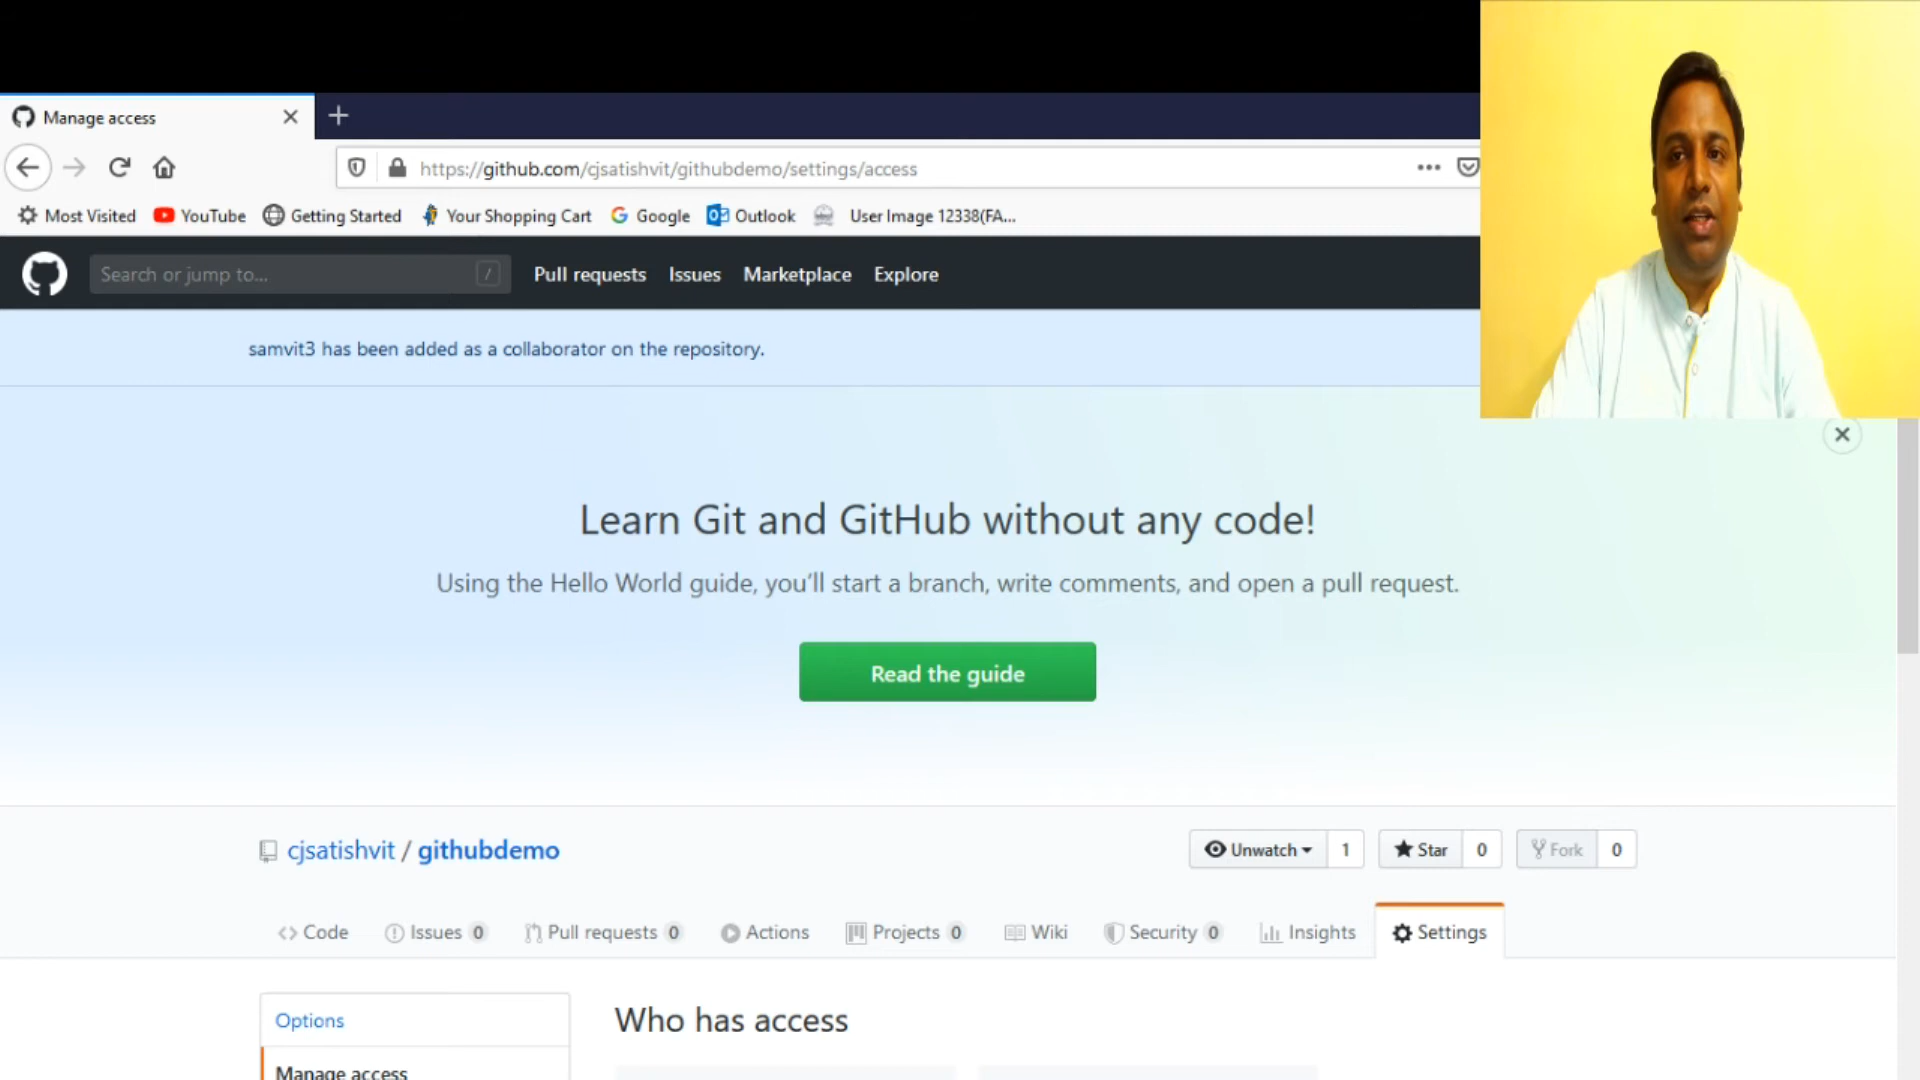 Manage access
https://github.com/cjsatishvit/githubdemo/settings/access
Most Visited YouTube Getting Started Your Shopping Cart Google Outlook User Image 12338(FA...
Search or jump to... / Pull requests Issues Marketplace Explore
samvit3 has been added as a collaborator on the repository.
Learn Git and GitHub without any code!
Using the Hello World guide, you’ll start a branch, write comments, and open a pull request.
Read the guide
cjsatishvit / githubdemo Unwatch 1 Star 0 Fork 0
Code Issues 0 Pull requests 0 Actions Projects 0 Wiki Security 0 Insights Settings
Options Who has access
Manage access